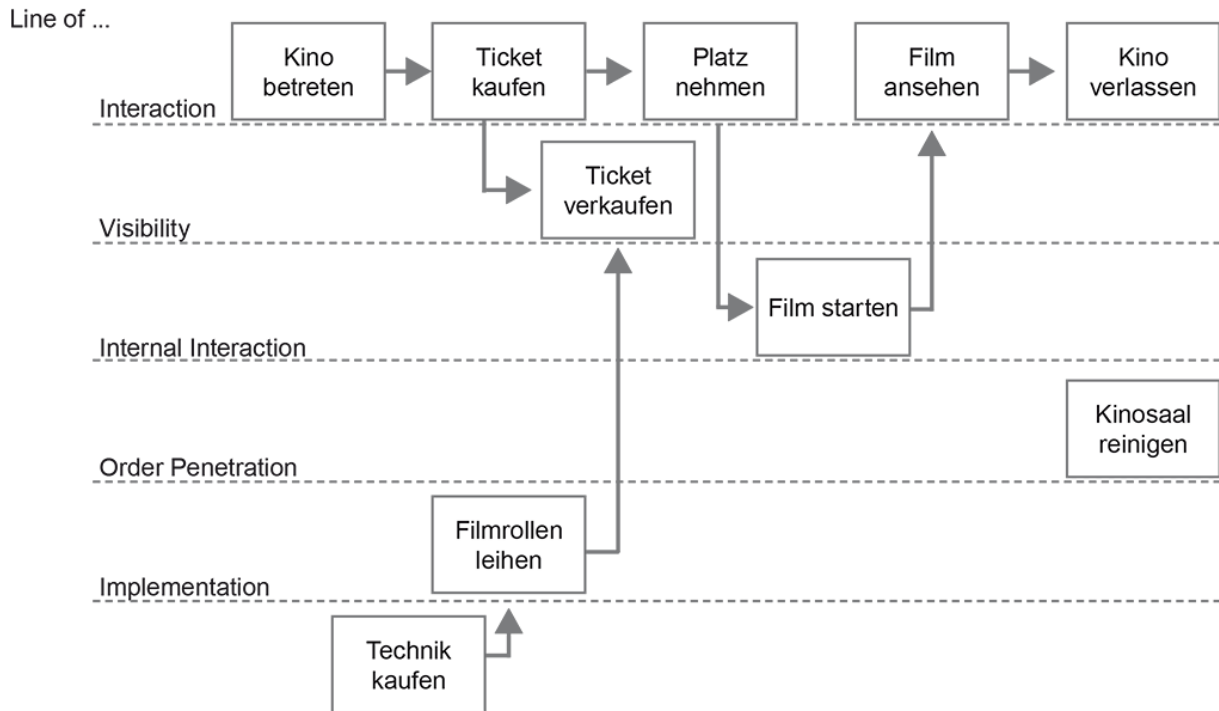 Line of ...
Kino
betreten
Ticket
kaufen
Platz
nehmen
Film
ansehen
Kino
verlassen
Interaction
Ticket
verkaufen
Visibility
Film starten
Internal Interaction
Kinosaal
reinigen
Order Penetration
Filmrollen
leihen
Implementation
Technik
kaufen